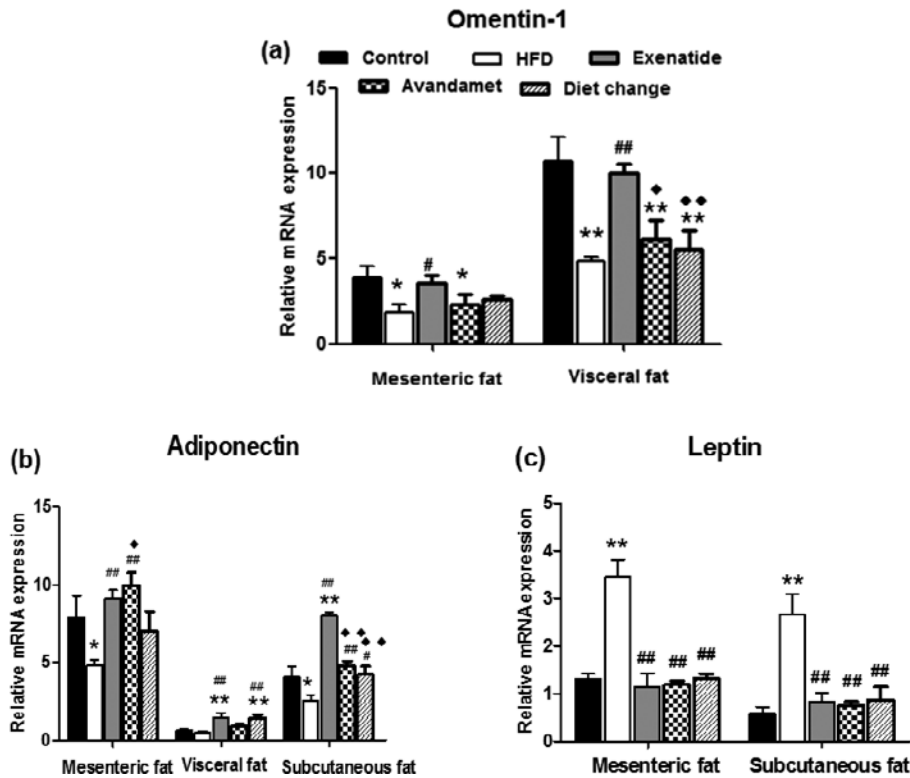 Omentin-1
(a)
Control HFD Exenatide
Avandamet Diet change
Relative mRNA expression
15
10
5
0
*
#
*
**
##
◆
**
◆◆
**
Mesenteric fat Visceral fat
(b)
Adiponectin
Relative mRNA expression
15
10
5
0
*
##
◆
##
##
**
##
**
*
##
**
◆◆
##
◆◆
#
Mesenteric fat Visceral fat Subcutaneous fat
(c)
Leptin
Relative mRNA expression
5
4
3
2
1
0
**
## ## ##
**
## ## ##
Mesenteric fat Subcutaneous fat